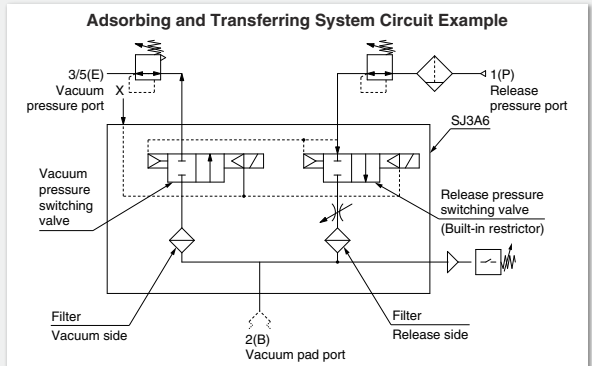 Adsorbing and Transferring System Circuit Example
3/5(E)
Vacuum
pressure port
X
1(P)
Release
pressure port
SJ3A6
Vacuum
pressure
switching
valve
Release pressure
switching valve
(Built-in restrictor)
Filter
Vacuum side
2(B)
Vacuum pad port
Filter
Release side